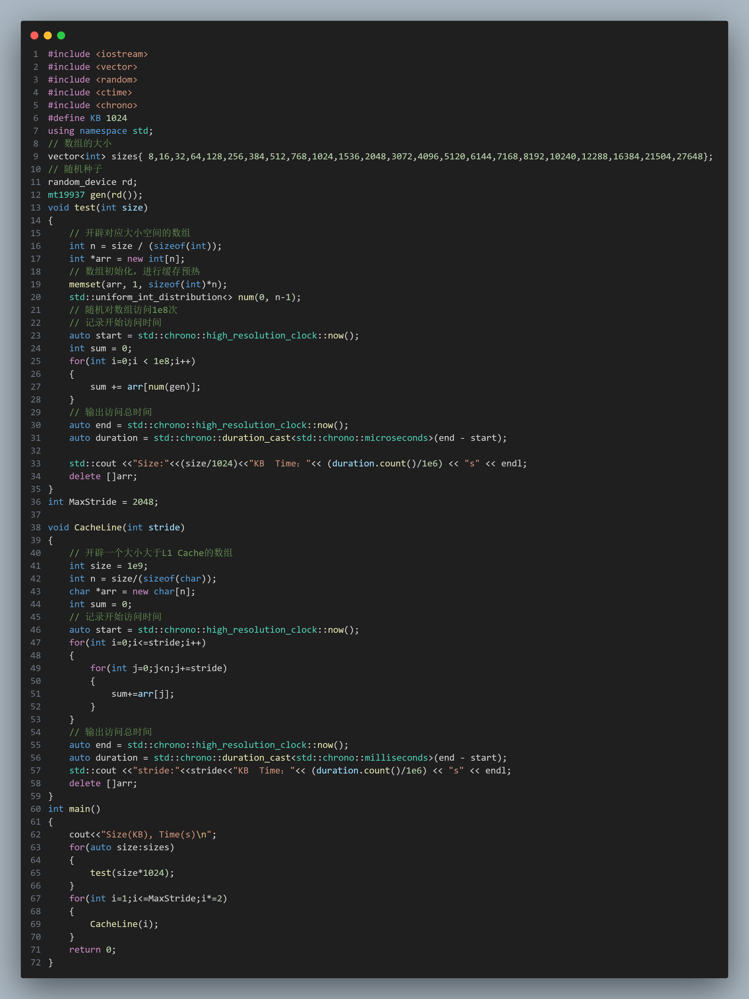 1 #include <iostream>
2 #include <vector>
3 #include <random>
4 #include <ctime>
5 #include <chrono>
6 #define KB 1024
7 using namespace std;
8 // 数组的大小
9 vector<int> sizes{ 8,16,32,64,128,256,384,512,768,1024,1536,2048,3072,4096,5120,6144,7168,8192,10240,12288,16384,21504,27648};
10 // 随机种子
11 random_device rd;
12 mt19937 gen(rd());
13 void test(int size)
14 {
15     // 开辟对应大小空间的数组
16     int n = size / (sizeof(int));
17     int *arr = new int[n];
18     // 数组初始化，进行缓存预热
19     memset(arr, 1, sizeof(int)*n);
20     std::uniform_int_distribution<> num(0, n-1);
21     // 随机对数组访问1e8次
22     // 记录开始访问时间
23     auto start = std::chrono::high_resolution_clock::now();
24     int sum = 0;
25     for(int i=0;i < 1e8;i++)
26     {
27         sum += arr[num(gen)];
28     }
29     // 输出访问总时间
30     auto end = std::chrono::high_resolution_clock::now();
31     auto duration = std::chrono::duration_cast<std::chrono::microseconds>(end - start);
32
33     std::cout <<"Size:"<<(size/1024)<<"KB  Time: "<< (duration.count()/1e6) << "s" << endl;
34     delete []arr;
35 }
36 int MaxStride = 2048;
37
38 void CacheLine(int stride)
39 {
40     // 开辟一个大小大于L1 Cache的数组
41     int size = 1e9;
42     int n = size/(sizeof(char));
43     char *arr = new char[n];
44     int sum = 0;
45     // 记录开始访问时间
46     auto start = std::chrono::high_resolution_clock::now();
47     for(int i=0;i<=stride;i++)
48     {
49         for(int j=0;j<n;j+=stride)
50         {
51             sum+=arr[j];
52         }
53     }
54     // 输出访问总时间
55     auto end = std::chrono::high_resolution_clock::now();
56     auto duration = std::chrono::duration_cast<std::chrono::milliseconds>(end - start);
57     std::cout <<"stride:"<<stride<<"KB  Time: "<< (duration.count()/1e6) << "s" << endl;
58     delete []arr;
59 }
60 int main()
61 {
62     cout<<"Size(KB), Time(s)\n";
63     for(auto size:sizes)
64     {
65         test(size*1024);
66     }
67     for(int i=1;i<=MaxStride;i*=2)
68     {
69         CacheLine(i);
70     }
71     return 0;
72 }